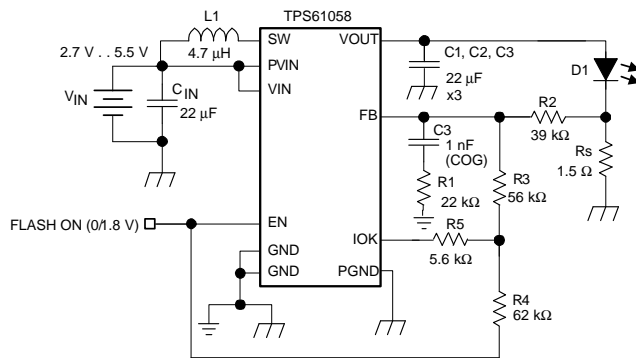 L1
TPS61058
2.7 V . . 5.5 V
4.7 µH
SW
VOUT
C1, C2, C3
PVIN
D1
VIN
VIN
CIN
22 µF
22 µF
x3
R2
FB
C3
39 kΩ
1 nF
(COG)
Rs
1.5 Ω
R1
22 kΩ
R3
56 kΩ
FLASH ON (0/1.8 V)
EN
R5
IOK
5.6 kΩ
GND
GND
PGND
R4
62 kΩ